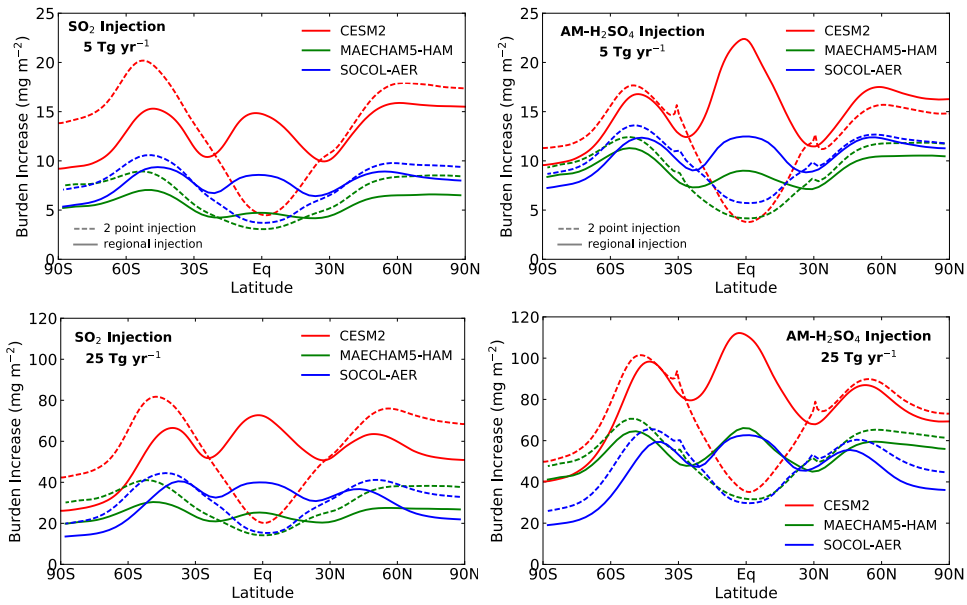 SO₂ Injection
5 Tg yr⁻¹
CESM2
MAECHAM5-HAM
SOCOL-AER
2 point injection
regional injection
Burden Increase (mg m⁻²)
25
20
15
10
5
0
90S
60S
30S
Eq
30N
60N
90N
Latitude
AM–H₂SO₄ Injection
5 Tg yr⁻¹
CESM2
MAECHAM5-HAM
SOCOL-AER
2 point injection
regional injection
Burden Increase (mg m⁻²)
25
20
15
10
5
0
90S
60S
30S
Eq
30N
60N
90N
Latitude
SO₂ Injection
25 Tg yr⁻¹
CESM2
MAECHAM5-HAM
SOCOL-AER
Burden Increase (mg m⁻²)
120
100
80
60
40
20
0
90S
60S
30S
Eq
30N
60N
90N
Latitude
AM–H₂SO₄ Injection
25 Tg yr⁻¹
CESM2
MAECHAM5-HAM
SOCOL-AER
Burden Increase (mg m⁻²)
120
100
80
60
40
20
0
90S
60S
30S
Eq
30N
60N
90N
Latitude